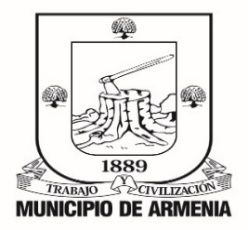 1889
TRABAJO Y CIVILIZACIÓN
MUNICIPIO DE ARMENIA